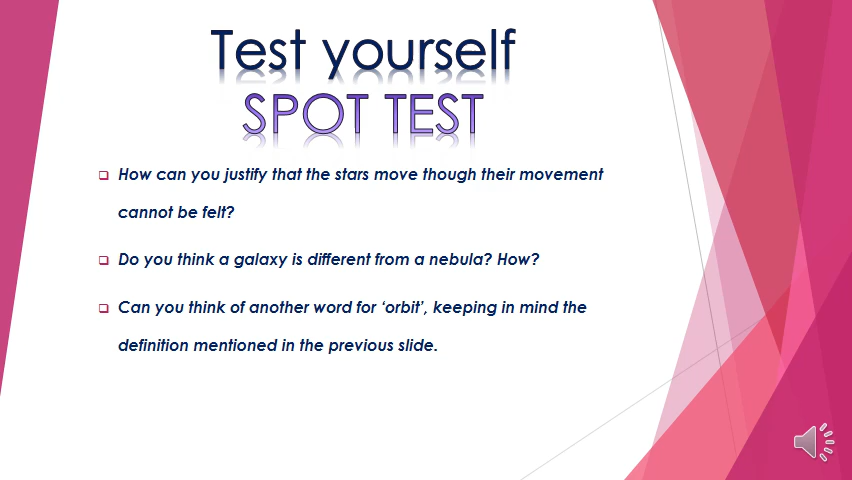 Test yourself
SPOT TEST
How can you justify that the stars move though their movement
cannot be felt?
Do you think a galaxy is different from a nebula? How?
Can you think of another word for ‘orbit’, keeping in mind the
definition mentioned in the previous slide.